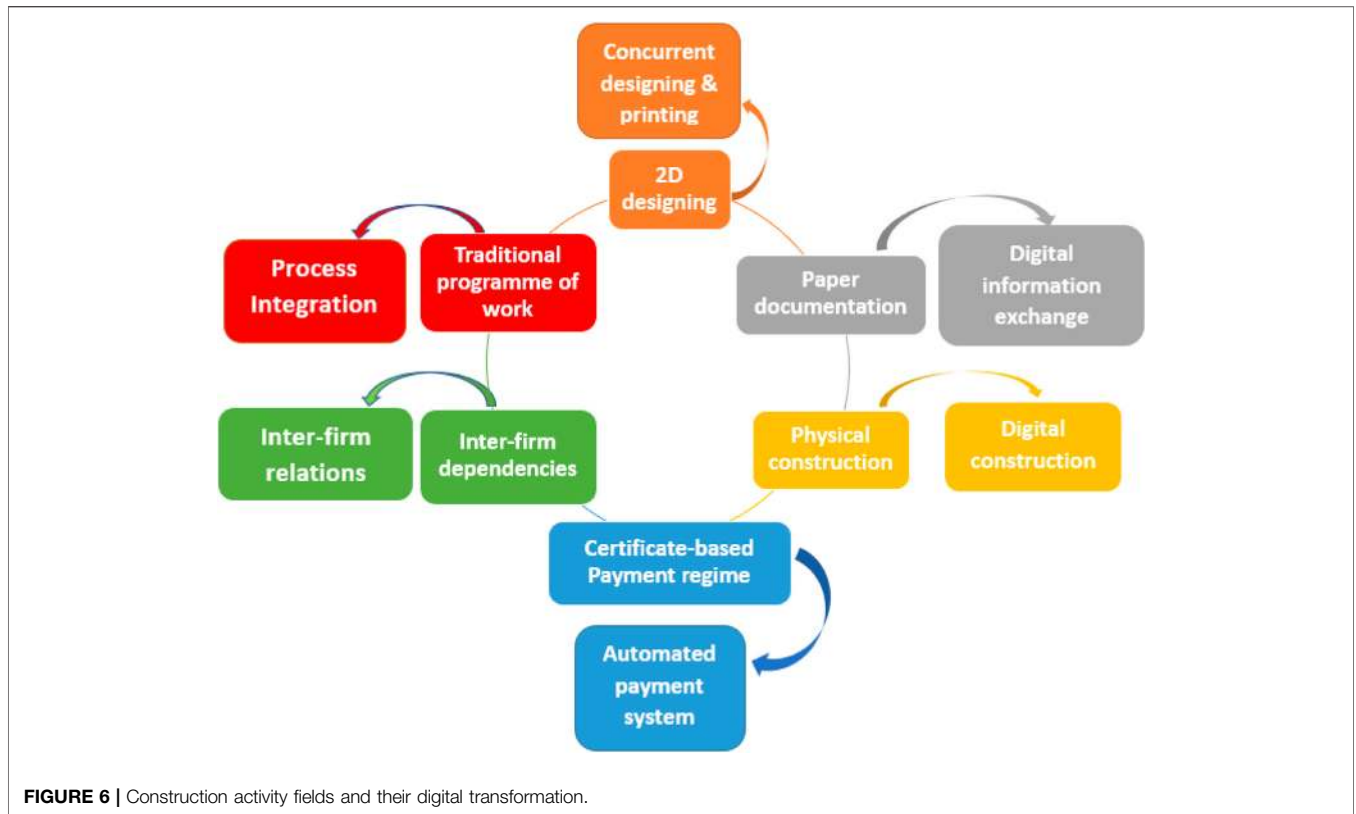 Concurrent
designing &
printing
2D
designing
Process
Integration
Traditional
programme of
work
Paper
documentation
Digital
information
exchange
Inter-firm
relations
Inter-firm
dependencies
Physical
construction
Digital
construction
Certificate-based
Payment regime
Automated
payment
system
FIGURE 6 | Construction activity fields and their digital transformation.